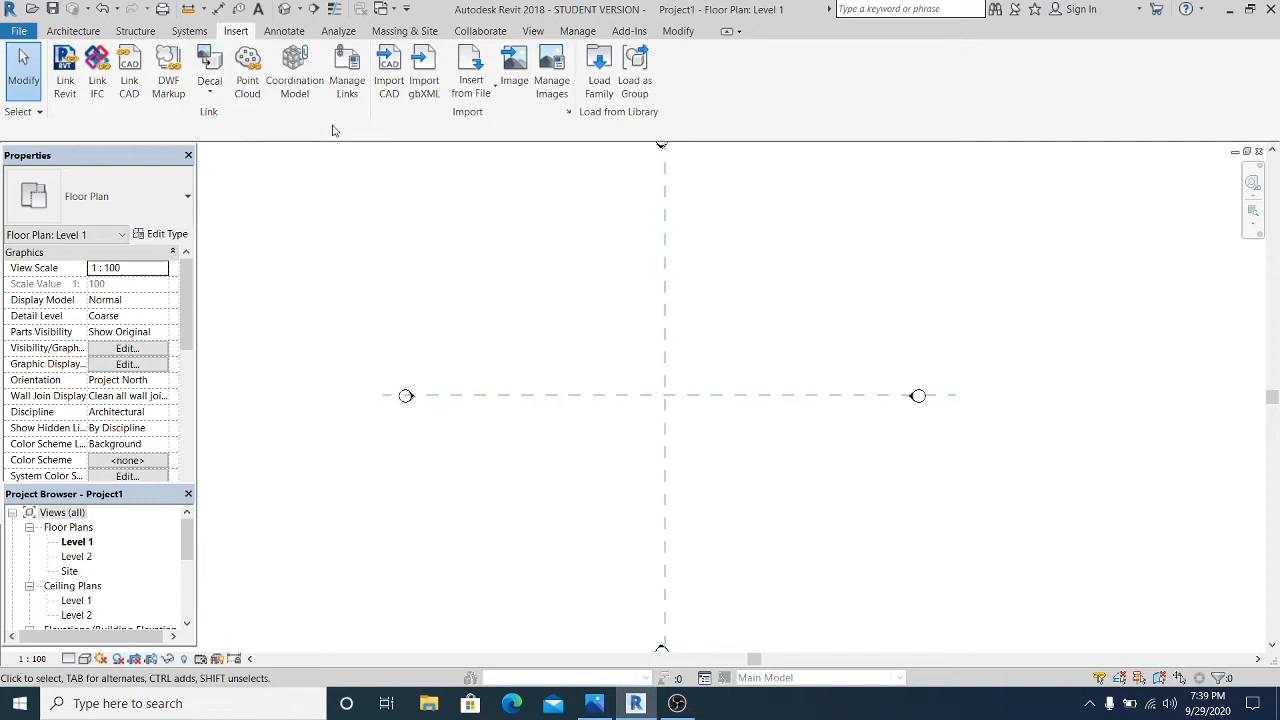 Autodesk Revit 2018 - STUDENT VERSION - Project1 - Floor Plan: Level 1
Type a keyword or phrase
Sign In
File Architecture Structure Systems Insert Annotate Analyze Massing & Site Collaborate View Manage Add-Ins Modify
Modify
Link Revit
Link IFC
Link CAD
DWF Markup
Decal
Point Cloud
Coordination Model
Manage Links
Import CAD
Import gbXML
Insert from File
Image
Manage Images
Load Family
Load as Group
Select
Link
Import
Load from Library
Properties
Floor Plan
Floor Plan: Level 1 Edit Type
Graphics
View Scale 1 : 100
Scale Value 1: 100
Display Model Normal
Detail Level Coarse
Parts Visibility Show Original
Visibility/Graph... Edit...
Graphic Display... Edit...
Orientation Project North
Wall Join Display Clean all wall joi...
Discipline Architectural
Show Hidden Li... By Discipline
Color Scheme L... Background
Color Scheme <none>
System Color S... Edit...
Project Browser - Project1
Views (all)
Floor Plans
Level 1
Level 2
Site
Ceiling Plans
Level 1
Level 2
Elevations (Building Elevation
1 : 100
Click to select, TAB for alternates, CTRL adds, SHIFT unselects.
:0
Main Model
:0
Type here to search
7:39 PM
9/29/2020